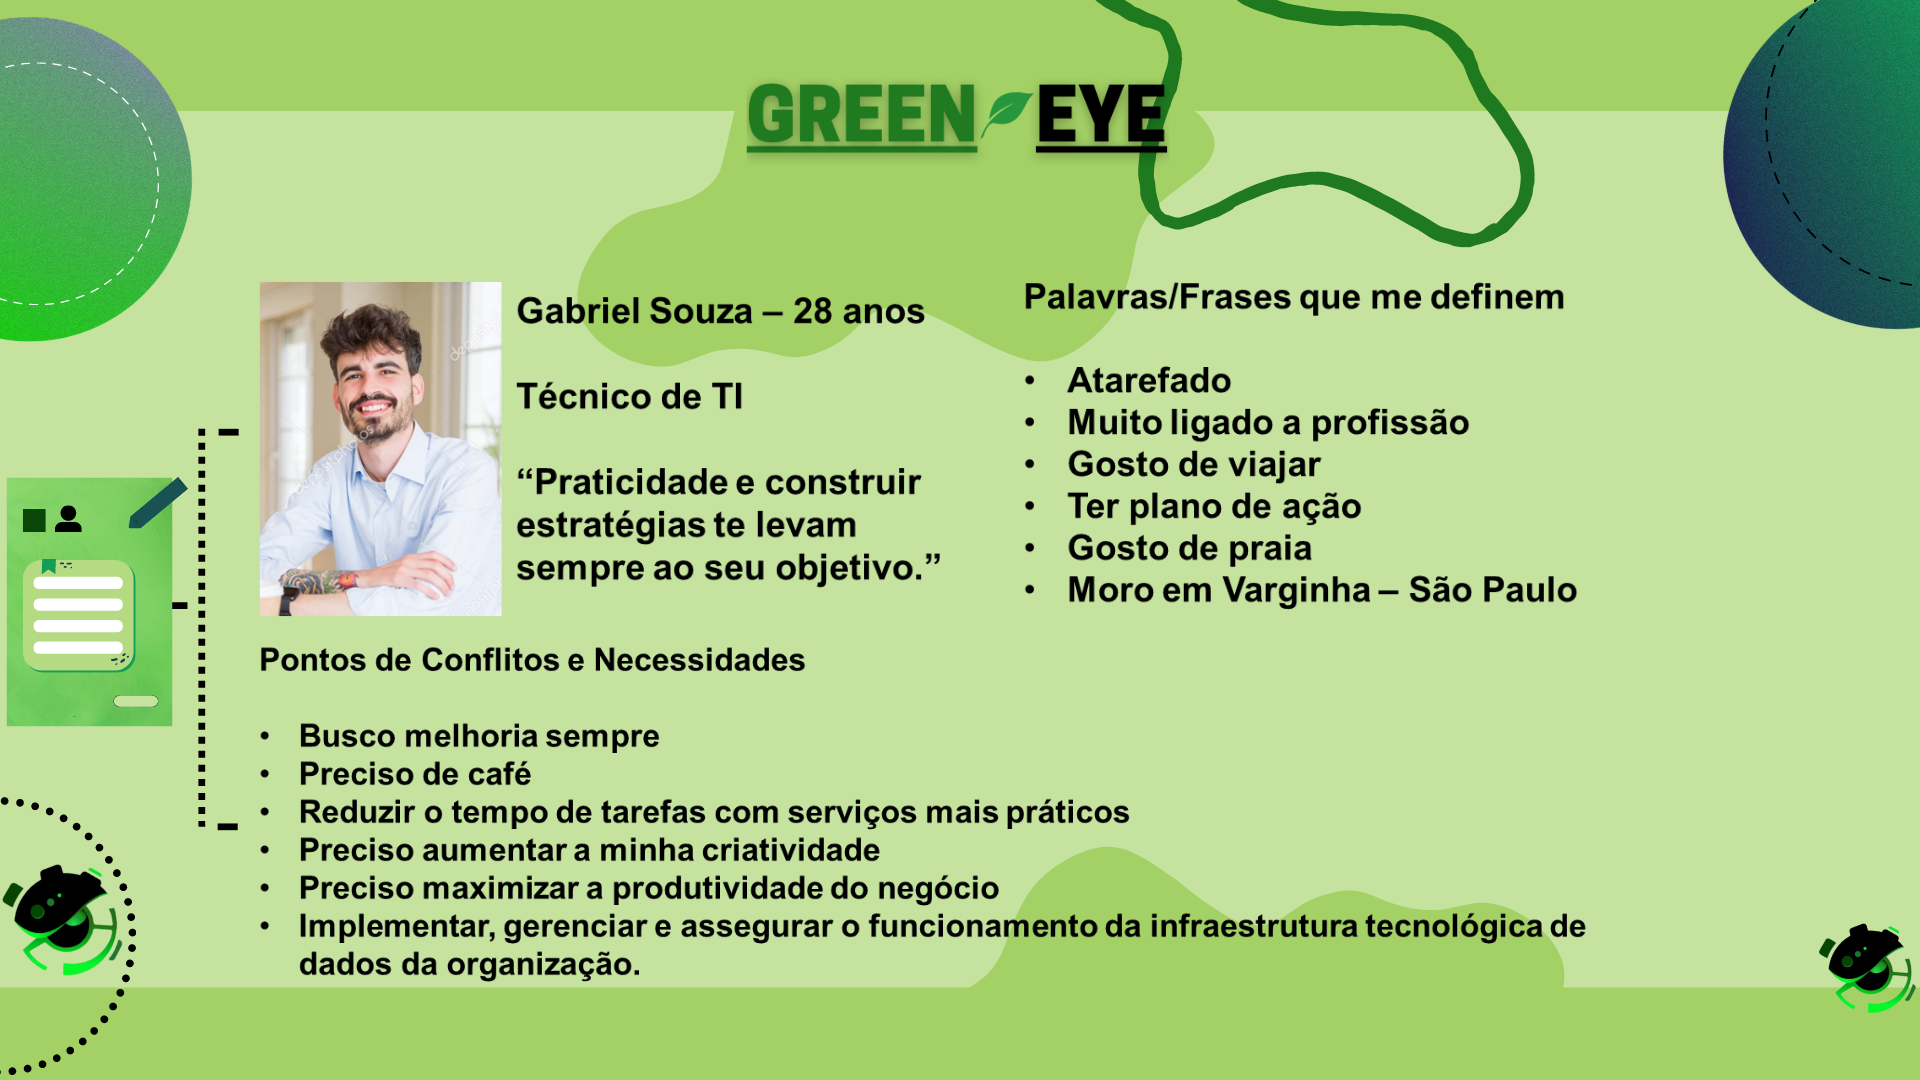 GREEN EYE
Gabriel Souza – 28 anos
Técnico de TI
“Praticidade e construir
estratégias te levam
sempre ao seu objetivo.”
Palavras/Frases que me definem
• Atarefado
• Muito ligado a profissão
• Gosto de viajar
• Ter plano de ação
• Gosto de praia
• Moro em Varginha – São Paulo
Pontos de Conflitos e Necessidades
• Busco melhoria sempre
• Preciso de café
• Reduzir o tempo de tarefas com serviços mais práticos
• Preciso aumentar a minha criatividade
• Preciso maximizar a produtividade do negócio
• Implementar, gerenciar e assegurar o funcionamento da infraestrutura tecnológica de
dados da organização.